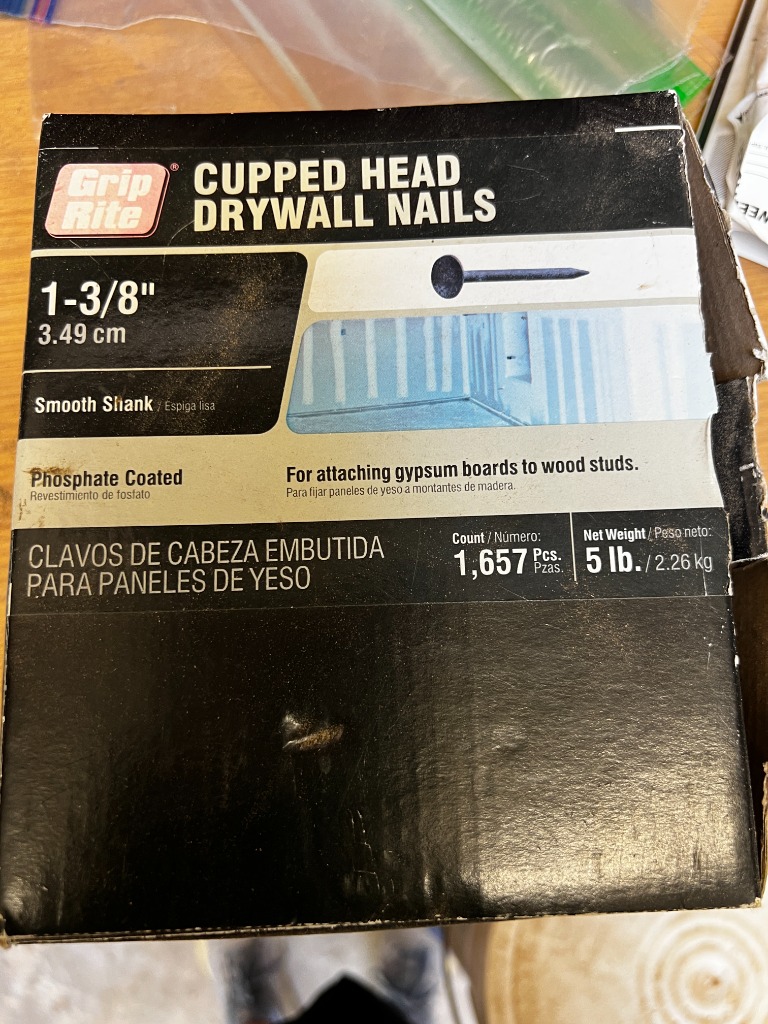 Grip Rite®
CUPPED HEAD
DRYWALL NAILS
1-3/8"
3.49 cm
Smooth Shank / Espiga lisa
Phosphate Coated
Revestimiento de fosfato
For attaching gypsum boards to wood studs.
Para fijar paneles de yeso a montantes de madera.
CLAVOS DE CABEZA EMBUTIDA
PARA PANELES DE YESO
Count / Número:
1,657 Pcs.
Pzas.
Net Weight / Peso neto:
5 lb. / 2.26 kg